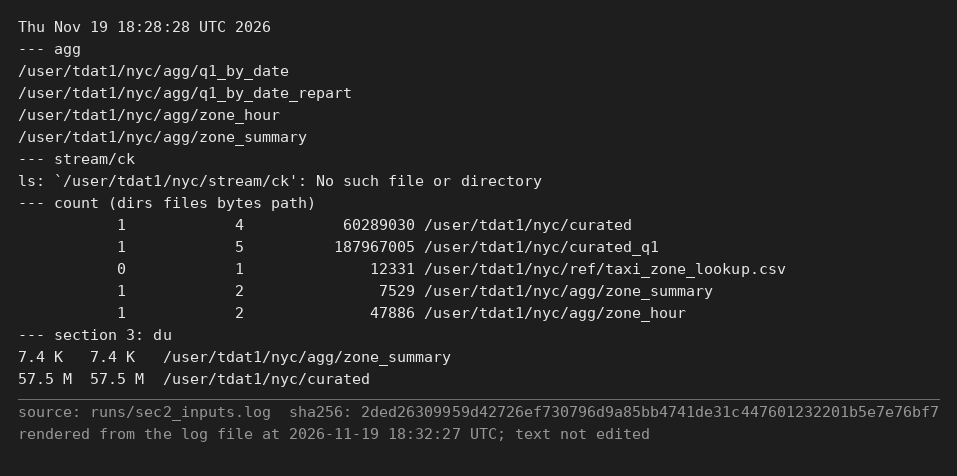 Thu Nov 19 18:28:28 UTC 2026
--- agg
/user/tdat1/nyc/agg/q1_by_date
/user/tdat1/nyc/agg/q1_by_date_repart
/user/tdat1/nyc/agg/zone_hour
/user/tdat1/nyc/agg/zone_summary
--- stream/ck
ls: `/user/tdat1/nyc/stream/ck': No such file or directory
--- count (dirs files bytes path)
           1            4           60289030 /user/tdat1/nyc/curated
           1            5          187967005 /user/tdat1/nyc/curated_q1
           0            1              12331 /user/tdat1/nyc/ref/taxi_zone_lookup.csv
           1            2               7529 /user/tdat1/nyc/agg/zone_summary
           1            2              47886 /user/tdat1/nyc/agg/zone_hour
--- section 3: du
7.4 K   7.4 K   /user/tdat1/nyc/agg/zone_summary
57.5 M  57.5 M  /user/tdat1/nyc/curated
source: runs/sec2_inputs.log  sha256: 2ded26309959d42726ef730796d9a85bb4741de31c447601232201b5e7e76bf7
rendered from the log file at 2026-11-19 18:32:27 UTC; text not edited